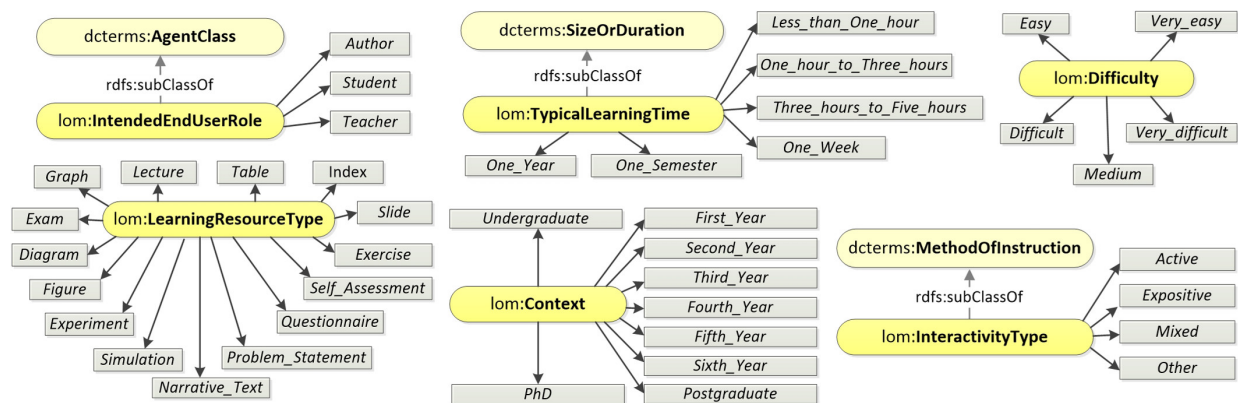 dcterms:AgentClass
rdfs:subClassOf
lom:IntendedEndUserRole
Author
Student
Teacher
dcterms:SizeOrDuration
rdfs:subClassOf
lom:TypicalLearningTime
Less_than_One_hour
One_hour_to_Three_hours
Three_hours_to_Five_hours
One_Week
One_Year
One_Semester
Easy
Very_easy
lom:Difficulty
Difficult
Very_difficult
Medium
Graph
Lecture
Table
Index
Exam
lom:LearningResourceType
Slide
Diagram
Exercise
Figure
Self_Assessment
Experiment
Questionnaire
Simulation
Problem_Statement
Narrative_Text
Undergraduate
First_Year
Second_Year
Third_Year
lom:Context
Fourth_Year
Fifth_Year
Sixth_Year
PhD
Postgraduate
dcterms:MethodOfInstruction
rdfs:subClassOf
lom:InteractivityType
Active
Expositive
Mixed
Other